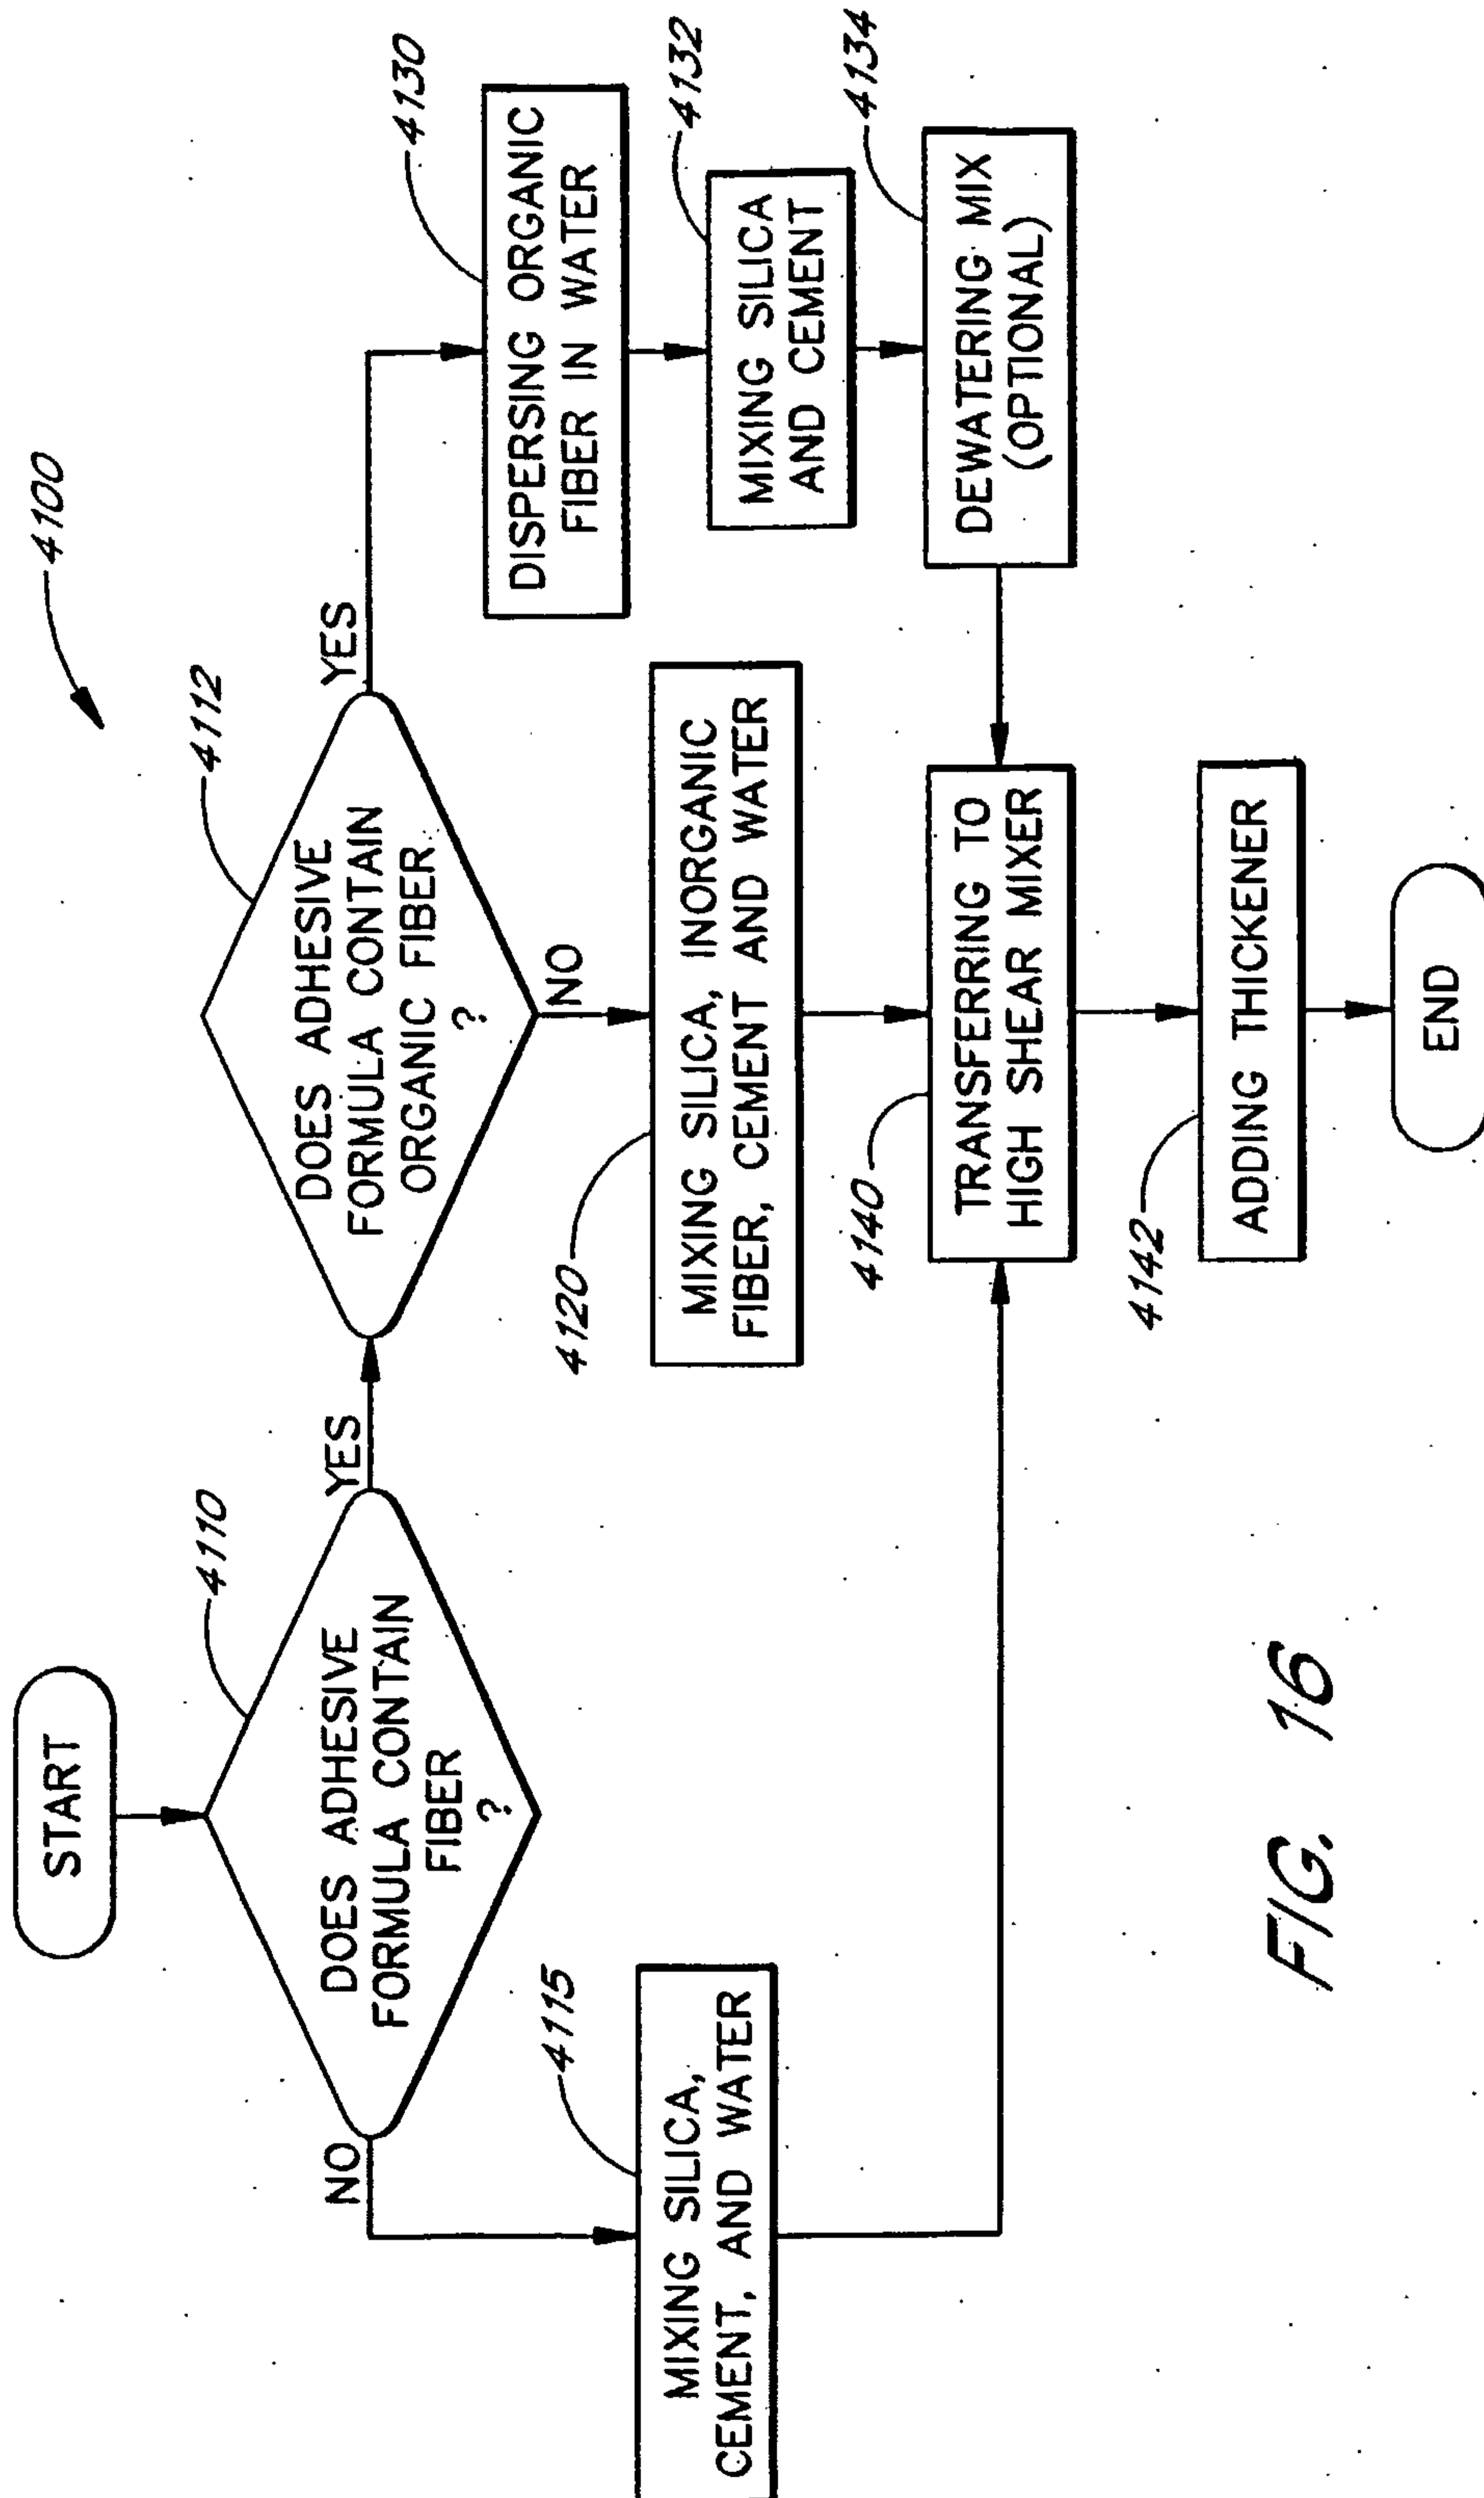 4100
START
4110
DOES ADHESIVE
FORMULA CONTAIN
FIBER
?
NO
YES
4112
DOES ADHESIVE
FORMULA CONTAIN
ORGANIC FIBER
?
YES
NO
4115
MIXING SILICA,
CEMENT, AND WATER
4120
MIXING SILICA, INORGANIC
FIBER, CEMENT AND WATER
4130
DISPERSING ORGANIC
FIBER IN WATER
4132
MIXING SILICA
AND CEMENT
4134
DEWATERING MIX
(OPTIONAL)
4140
TRANSFERRING TO
HIGH SHEAR MIXER
4142
ADDING THICKENER
END
FIG. 16